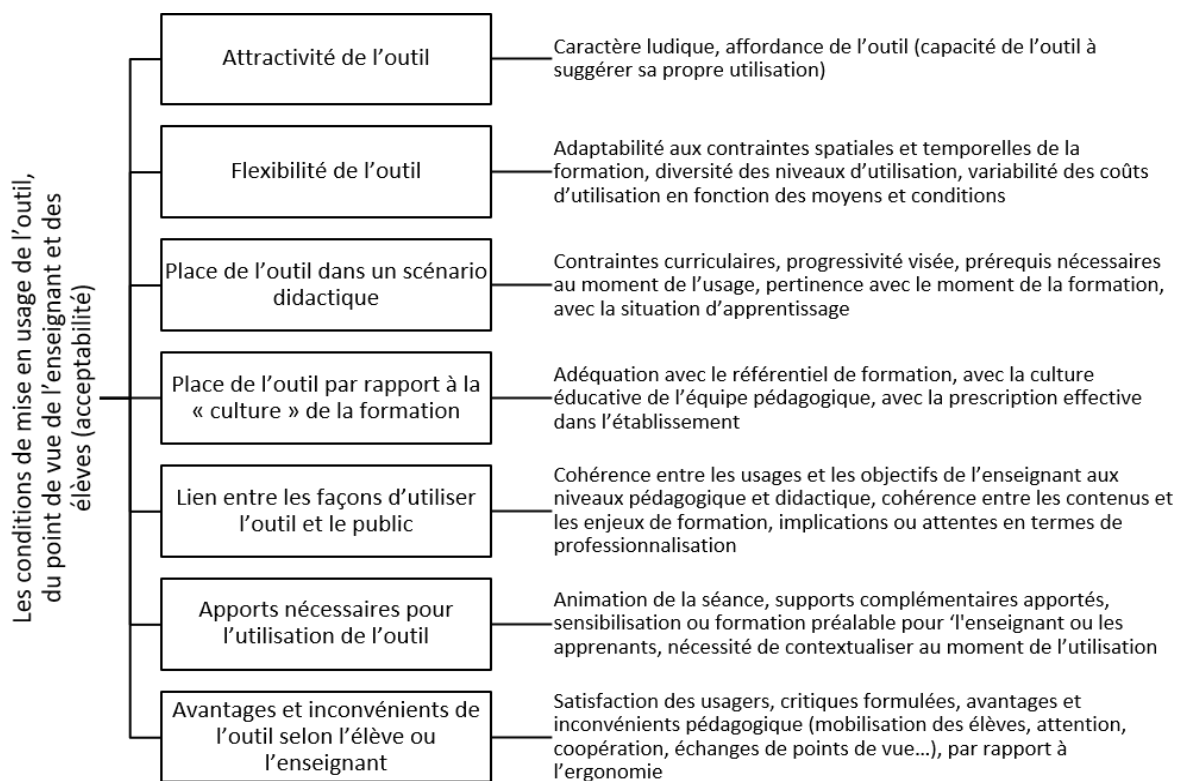 Les conditions de mise en usage de l’outil,
du point de vue de l’enseignant et des
élèves (acceptabilité)
Attractivité de l’outil
Caractère ludique, affordance de l’outil (capacité de l’outil à
suggérer sa propre utilisation)
Flexibilité de l’outil
Adaptabilité aux contraintes spatiales et temporelles de la
formation, diversité des niveaux d’utilisation, variabilité des coûts
d’utilisation en fonction des moyens et conditions
Place de l’outil dans un scénario
didactique
Contraintes curriculaires, progressivité visée, prérequis nécessaires
au moment de l’usage, pertinence avec le moment de la formation,
avec la situation d’apprentissage
Place de l’outil par rapport à la
« culture » de la formation
Adéquation avec le référentiel de formation, avec la culture
éducative de l’équipe pédagogique, avec la prescription effective
dans l’établissement
Lien entre les façons d’utiliser
l’outil et le public
Cohérence entre les usages et les objectifs de l’enseignant aux
niveaux pédagogique et didactique, cohérence entre les contenus et
les enjeux de formation, implications ou attentes en termes de
professionnalisation
Apports nécessaires pour
l’utilisation de l’outil
Animation de la séance, supports complémentaires apportés,
sensibilisation ou formation préalable pour ‘l'enseignant ou les
apprenants, nécessité de contextualiser au moment de l’utilisation
Avantages et inconvénients de
l’outil selon l’élève ou
l’enseignant
Satisfaction des usagers, critiques formulées, avantages et
inconvénients pédagogique (mobilisation des élèves, attention,
coopération, échanges de points de vue…), par rapport à
l’ergonomie